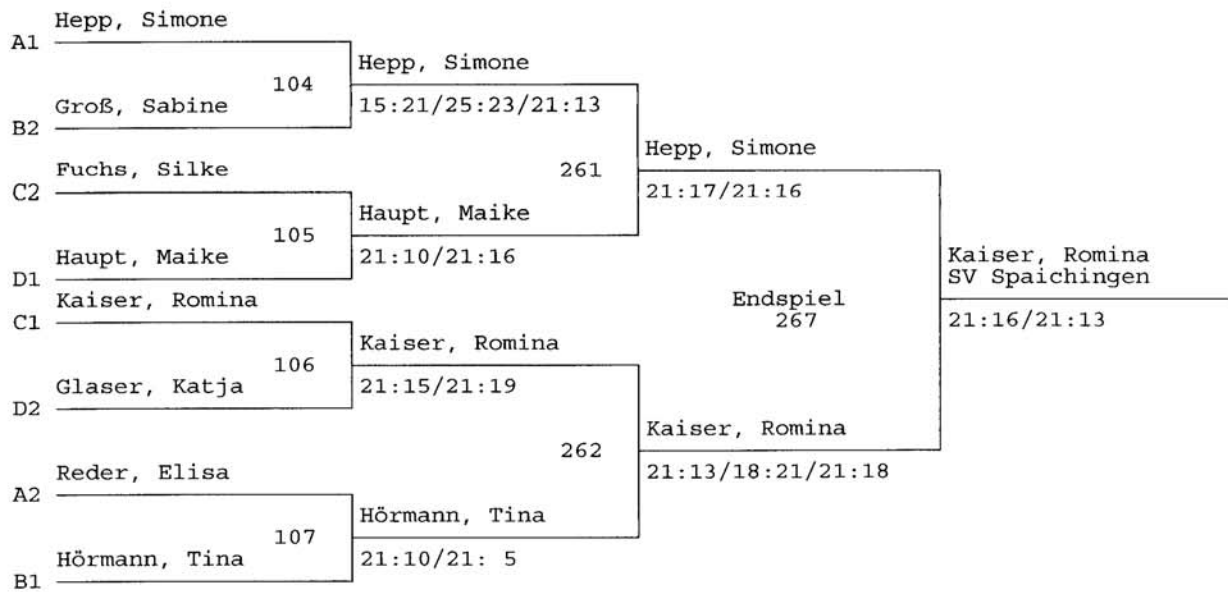 Hepp, Simone
A1
104
Hepp, Simone
15:21/25:23/21:13
Groß, Sabine
B2
Fuchs, Silke
C2
261
Hepp, Simone
21:17/21:16
105
Haupt, Maike
21:10/21:16
Haupt, Maike
D1
Kaiser, Romina
SV Spaichingen
21:16/21:13
Endspiel
267
Kaiser, Romina
C1
106
Kaiser, Romina
21:15/21:19
Glaser, Katja
D2
262
Kaiser, Romina
21:13/18:21/21:18
Reder, Elisa
A2
107
Hörmann, Tina
21:10/21: 5
Hörmann, Tina
B1